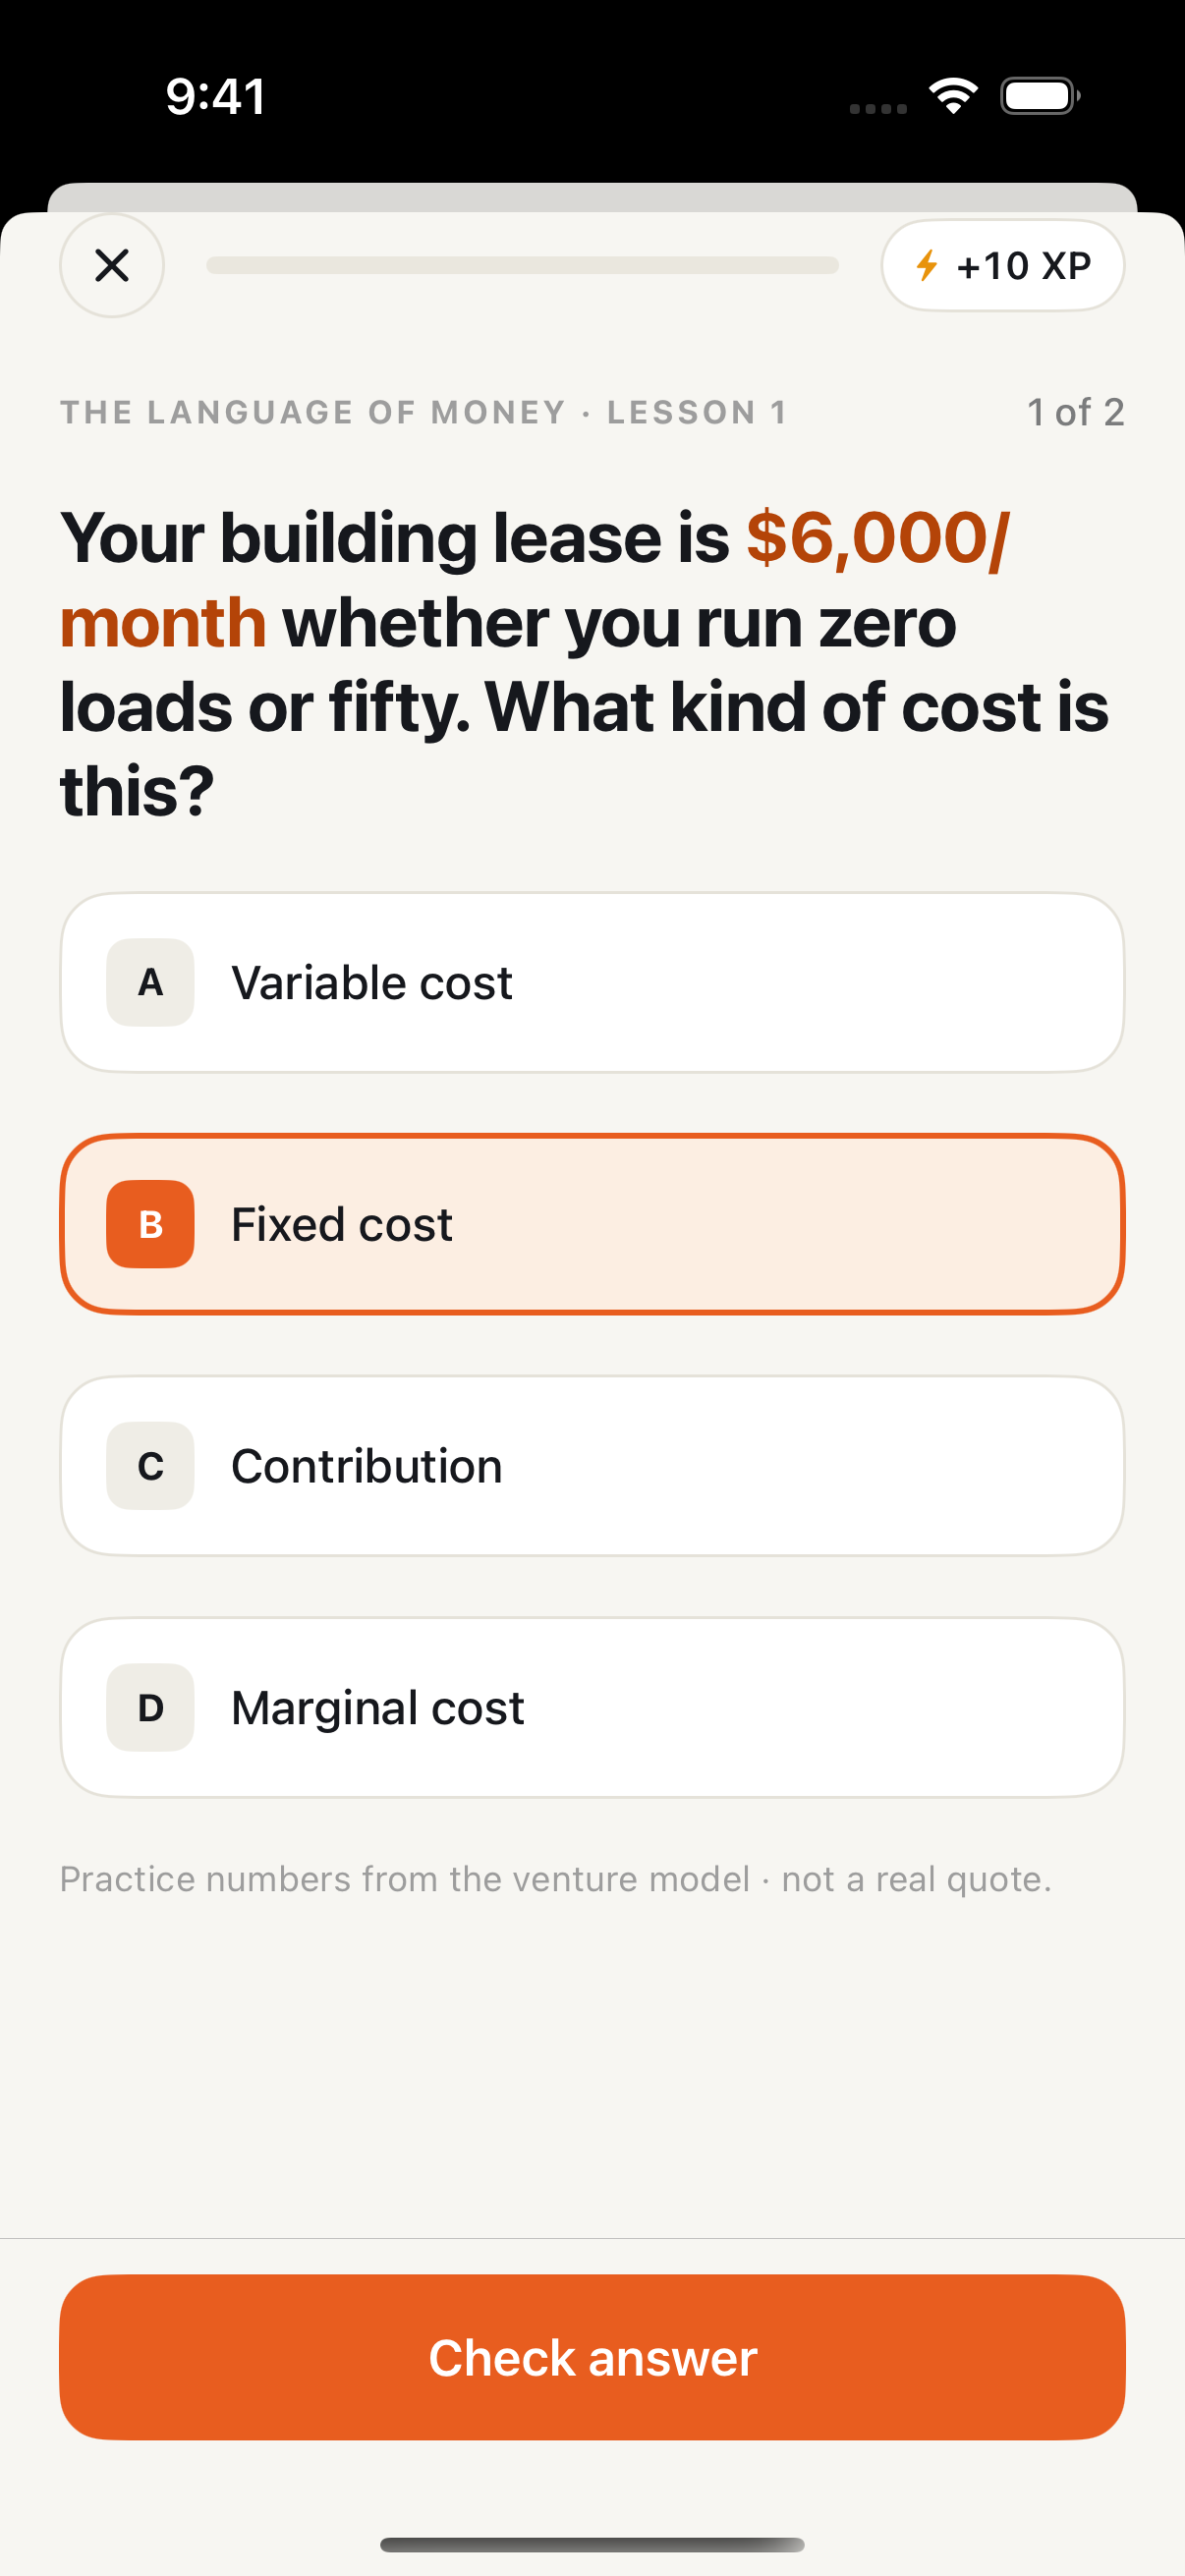 9:41
+10 XP
THE LANGUAGE OF MONEY · LESSON 1
1 of 2
Your building lease is $6,000/
month whether you run zero
loads or fifty. What kind of cost is
this?
A Variable cost
B Fixed cost
C Contribution
D Marginal cost
Practice numbers from the venture model · not a real quote.
Check answer